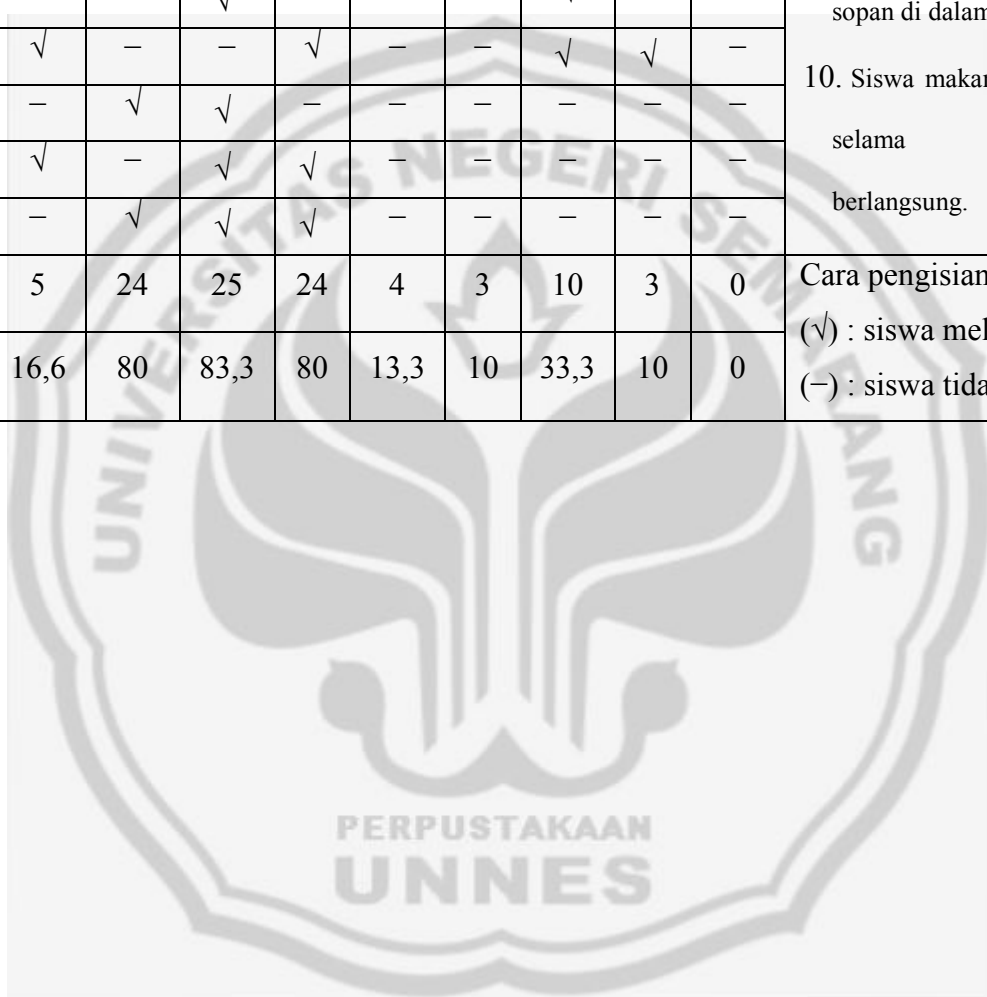 √ √
√ − − √ − − √ √ −
− √ √ − − − − − −
√ − √ √ − − − − −
− √ √ √ − − − − −
5 24 25 24 4 3 10 3 0
16,6 80 83,3 80 13,3 10 33,3 10 0
sopan di dalam
10. Siswa makan
selama
berlangsung.
Cara pengisian
(√) : siswa mel
(−) : siswa tida
UNIVERSITAS NEGERI SEMARANG
PERPUSTAKAAN
UNNES